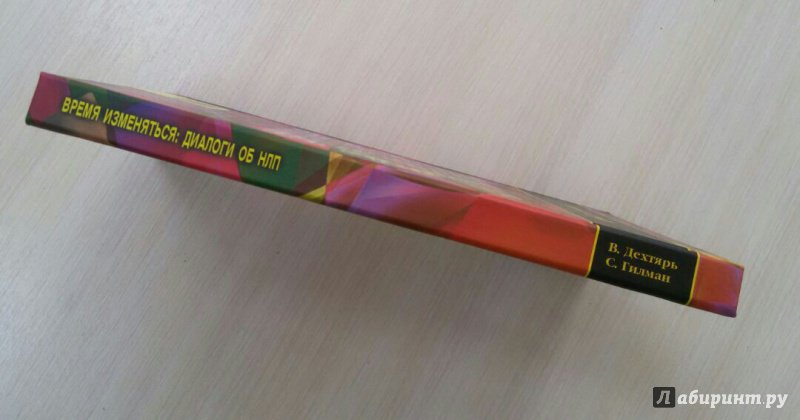 ВРЕМЯ ИЗМЕНЯТЬСЯ: ДИАЛОГИ ОБ НЛП
В. Дехтярь
С. Гилман
Лабиринт.ру